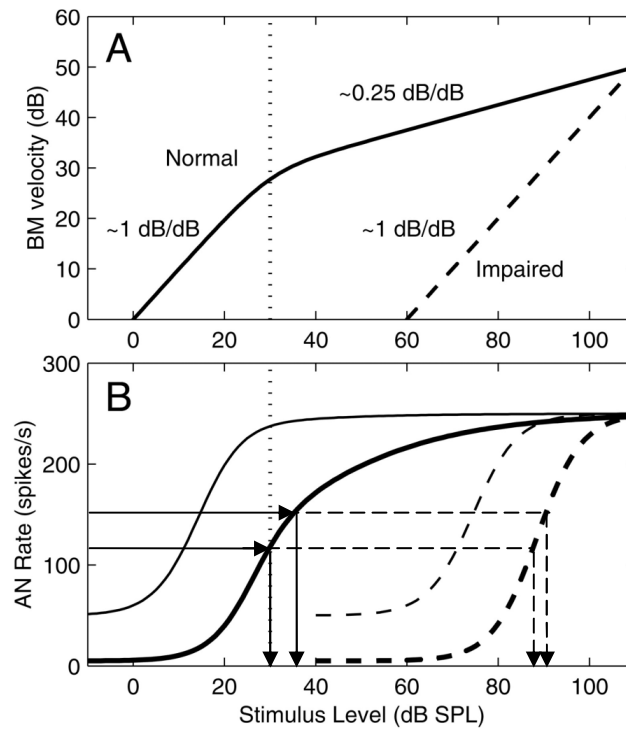 A
60
50
40
30
20
10
0
BM velocity (dB)
~0.25 dB/dB
Normal
~1 dB/dB
~1 dB/dB
Impaired
0 20 40 60 80 100
B
300
200
100
0
AN Rate (spikes/s)
0 20 40 60 80 100
Stimulus Level (dB SPL)